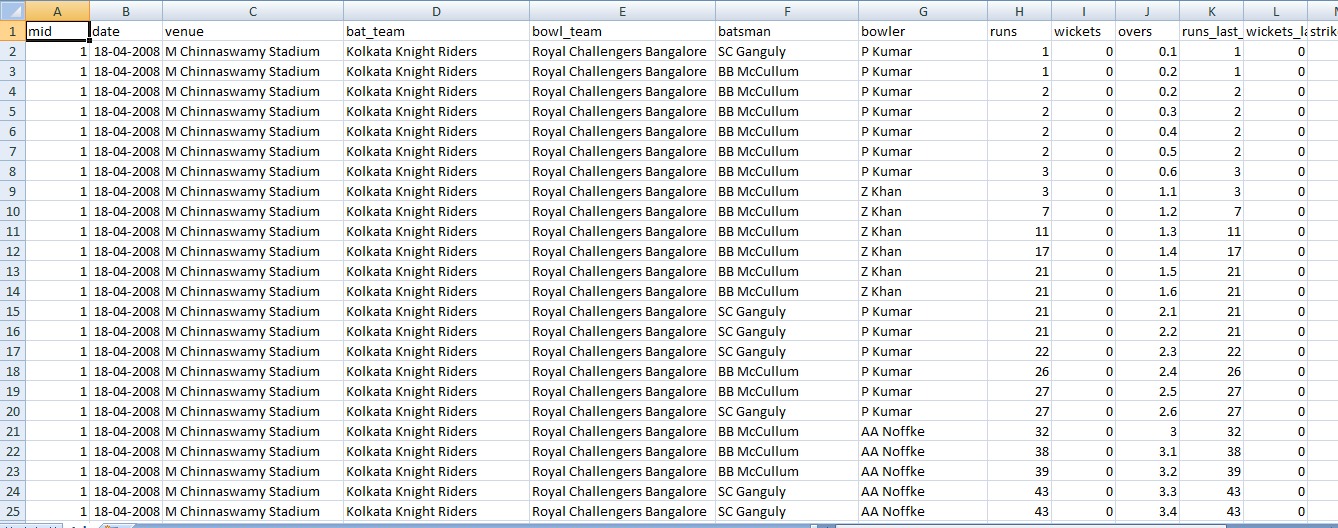 A B C D E F G H I J K L
1 mid date venue bat_team bowl_team batsman bowler runs wickets overs runs_last_ wickets_la strik
2 1 18-04-2008 M Chinnaswamy Stadium Kolkata Knight Riders Royal Challengers Bangalore SC Ganguly P Kumar 1 0 0.1 1 0
3 1 18-04-2008 M Chinnaswamy Stadium Kolkata Knight Riders Royal Challengers Bangalore BB McCullum P Kumar 1 0 0.2 1 0
4 1 18-04-2008 M Chinnaswamy Stadium Kolkata Knight Riders Royal Challengers Bangalore BB McCullum P Kumar 2 0 0.2 2 0
5 1 18-04-2008 M Chinnaswamy Stadium Kolkata Knight Riders Royal Challengers Bangalore BB McCullum P Kumar 2 0 0.3 2 0
6 1 18-04-2008 M Chinnaswamy Stadium Kolkata Knight Riders Royal Challengers Bangalore BB McCullum P Kumar 2 0 0.4 2 0
7 1 18-04-2008 M Chinnaswamy Stadium Kolkata Knight Riders Royal Challengers Bangalore BB McCullum P Kumar 2 0 0.5 2 0
8 1 18-04-2008 M Chinnaswamy Stadium Kolkata Knight Riders Royal Challengers Bangalore BB McCullum P Kumar 3 0 0.6 3 0
9 1 18-04-2008 M Chinnaswamy Stadium Kolkata Knight Riders Royal Challengers Bangalore BB McCullum Z Khan 3 0 1.1 3 0
10 1 18-04-2008 M Chinnaswamy Stadium Kolkata Knight Riders Royal Challengers Bangalore BB McCullum Z Khan 7 0 1.2 7 0
11 1 18-04-2008 M Chinnaswamy Stadium Kolkata Knight Riders Royal Challengers Bangalore BB McCullum Z Khan 11 0 1.3 11 0
12 1 18-04-2008 M Chinnaswamy Stadium Kolkata Knight Riders Royal Challengers Bangalore BB McCullum Z Khan 17 0 1.4 17 0
13 1 18-04-2008 M Chinnaswamy Stadium Kolkata Knight Riders Royal Challengers Bangalore BB McCullum Z Khan 21 0 1.5 21 0
14 1 18-04-2008 M Chinnaswamy Stadium Kolkata Knight Riders Royal Challengers Bangalore BB McCullum Z Khan 21 0 1.6 21 0
15 1 18-04-2008 M Chinnaswamy Stadium Kolkata Knight Riders Royal Challengers Bangalore SC Ganguly P Kumar 21 0 2.1 21 0
16 1 18-04-2008 M Chinnaswamy Stadium Kolkata Knight Riders Royal Challengers Bangalore SC Ganguly P Kumar 21 0 2.2 21 0
17 1 18-04-2008 M Chinnaswamy Stadium Kolkata Knight Riders Royal Challengers Bangalore SC Ganguly P Kumar 22 0 2.3 22 0
18 1 18-04-2008 M Chinnaswamy Stadium Kolkata Knight Riders Royal Challengers Bangalore BB McCullum P Kumar 26 0 2.4 26 0
19 1 18-04-2008 M Chinnaswamy Stadium Kolkata Knight Riders Royal Challengers Bangalore BB McCullum P Kumar 27 0 2.5 27 0
20 1 18-04-2008 M Chinnaswamy Stadium Kolkata Knight Riders Royal Challengers Bangalore SC Ganguly P Kumar 27 0 2.6 27 0
21 1 18-04-2008 M Chinnaswamy Stadium Kolkata Knight Riders Royal Challengers Bangalore BB McCullum AA Noffke 32 0 3 32 0
22 1 18-04-2008 M Chinnaswamy Stadium Kolkata Knight Riders Royal Challengers Bangalore BB McCullum AA Noffke 38 0 3.1 38 0
23 1 18-04-2008 M Chinnaswamy Stadium Kolkata Knight Riders Royal Challengers Bangalore BB McCullum AA Noffke 39 0 3.2 39 0
24 1 18-04-2008 M Chinnaswamy Stadium Kolkata Knight Riders Royal Challengers Bangalore SC Ganguly AA Noffke 43 0 3.3 43 0
25 1 18-04-2008 M Chinnaswamy Stadium Kolkata Knight Riders Royal Challengers Bangalore SC Ganguly AA Noffke 43 0 3.4 43 0